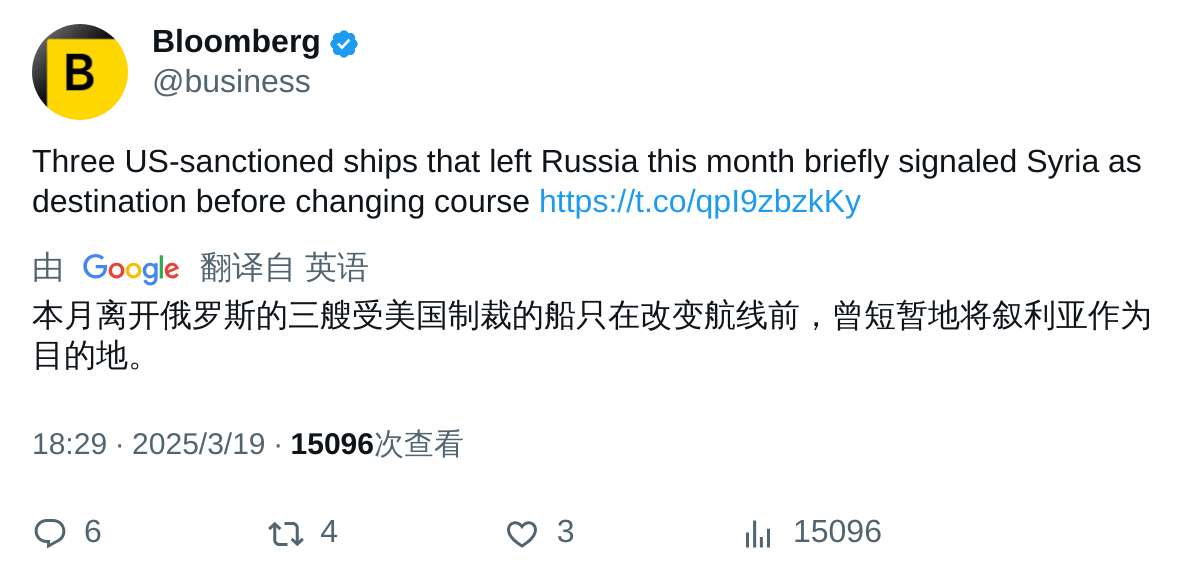 B
Bloomberg
@business
Three US-sanctioned ships that left Russia this month briefly signaled Syria as
destination before changing course https://t.co/qpI9zbzkKy
由 Google 翻译自 英语
本月离开俄罗斯的三艘受美国制裁的船只在改变航线前，曾短暂地将叙利亚作为
目的地。
18:29 · 2025/3/19 · 15096次查看
6 4 3 15096